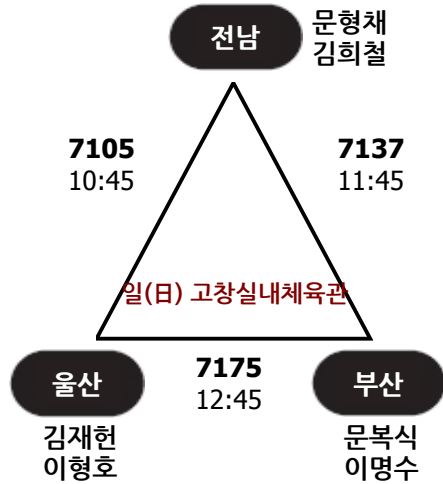 전남
문형채
김희철
7105
10:45
7137
11:45
일(日) 고창실내체육관
울산
7175
12:45
부산
김재헌
이형호
문복식
이명수